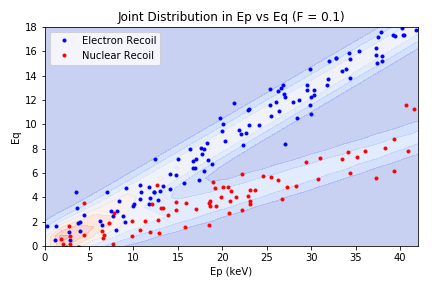 Joint Distribution in Ep vs Eq (F = 0.1)
Electron Recoil
Nuclear Recoil
18
16
14
12
10
8
6
4
2
0
Eq
0 5 10 15 20 25 30 35 40
Ep (keV)